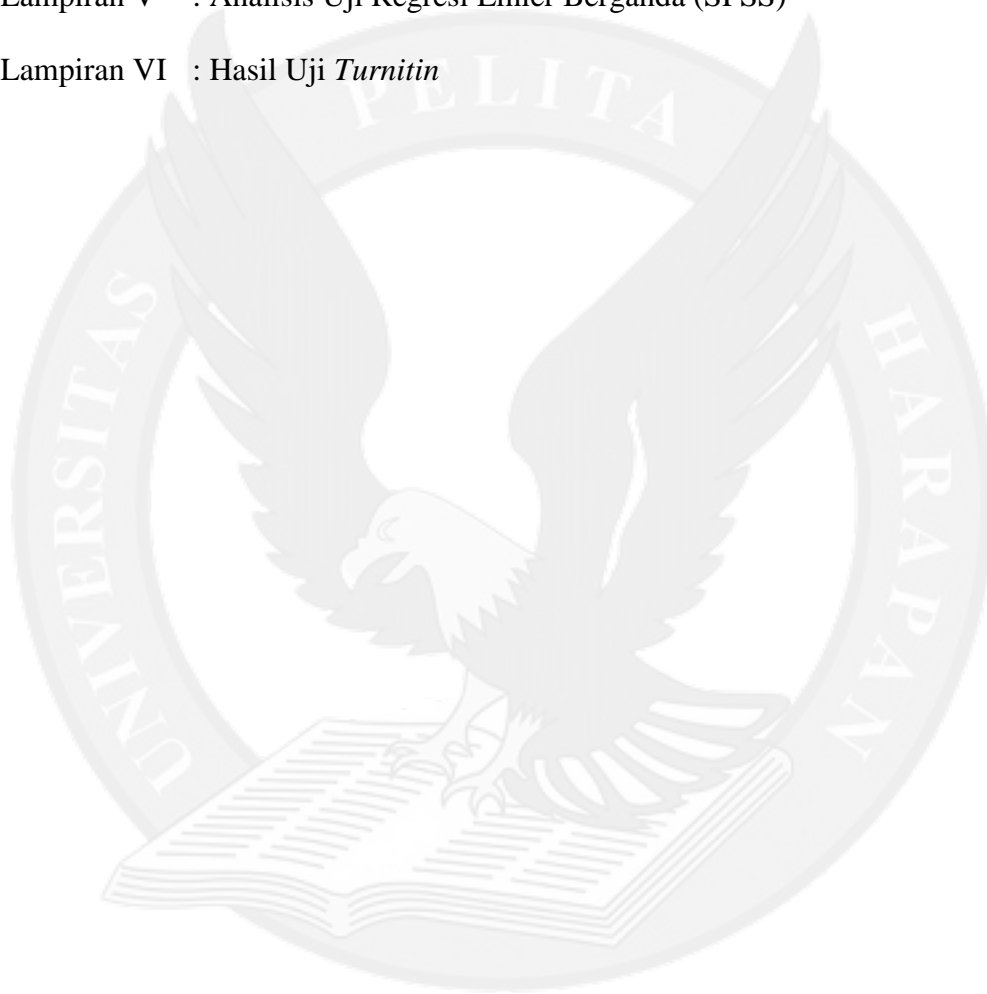 Lampiran V : Analisis Uji Regresi Linier Berganda (SPSS)
Lampiran VI : Hasil Uji Turnitin
UNIVERSITAS PELITA HARAPAN